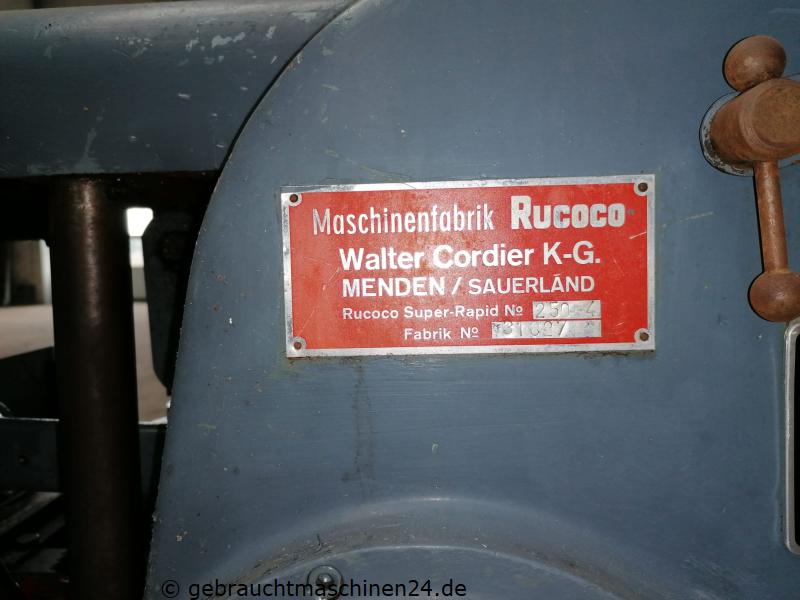 Maschinenfabrik Rucoco
Walter Cordier K-G.
MENDEN / SAUERLAND
Rucoco Super-Rapid No 250-4
Fabrik No
© gebrauchtmaschinen24.de